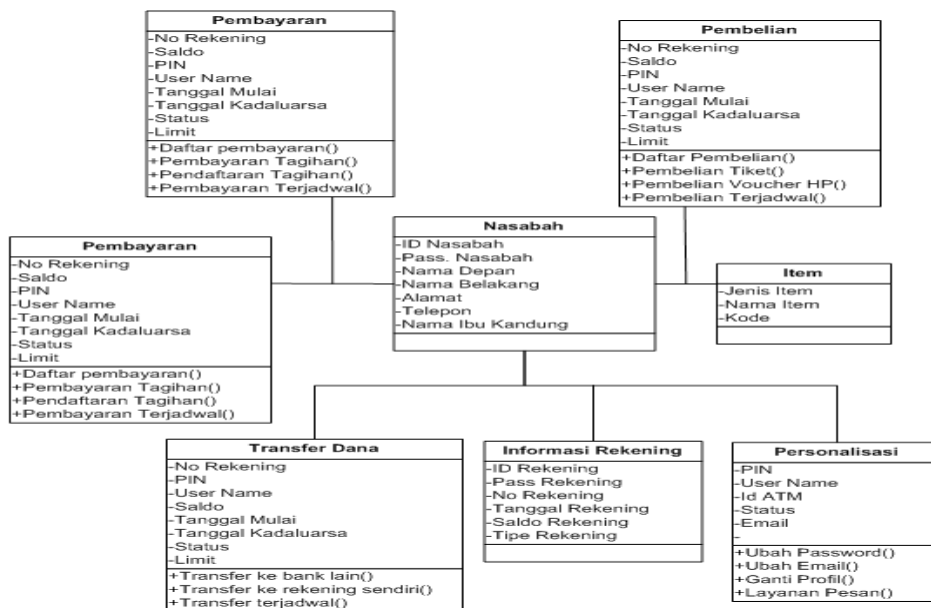 Pembayaran
-No Rekening
-Saldo
-PIN
-User Name
-Tanggal Mulai
-Tanggal Kadaluarsa
-Status
-Limit
+Daftar pembayaran()
+Pembayaran Tagihan()
+Pendaftaran Tagihan()
+Pembayaran Terjadwal()
Pembelian
-No Rekening
-Saldo
-PIN
-User Name
-Tanggal Mulai
-Tanggal Kadaluarsa
-Status
-Limit
+Daftar Pembelian()
+Pembelian Tiket()
+Pembelian Voucher HP()
+Pembelian Terjadwal()
Pembayaran
-No Rekening
-Saldo
-PIN
-User Name
-Tanggal Mulai
-Tanggal Kadaluarsa
-Status
-Limit
+Daftar pembayaran()
+Pembayaran Tagihan()
+Pendaftaran Tagihan()
+Pembayaran Terjadwal()
Nasabah
-ID Nasabah
-Pass. Nasabah
-Nama Depan
-Nama Belakang
-Alamat
-Telepon
-Nama Ibu Kandung
Item
-Jenis Item
-Nama Item
-Kode
Transfer Dana
-No Rekening
-PIN
-User Name
-Saldo
-Tanggal Mulai
-Tanggal Kadaluarsa
-Status
-Limit
+Transfer ke bank lain()
+Transfer ke rekening sendiri()
+Transfer terjadwal()
Informasi Rekening
-ID Rekening
-Pass Rekening
-No Rekening
-Tanggal Rekening
-Saldo Rekening
-Tipe Rekening
Personalisasi
-PIN
-User Name
-Id ATM
-Status
-Email
-
+Ubah Password()
+Ubah Email()
+Ganti Profil()
+Layanan Pesan()